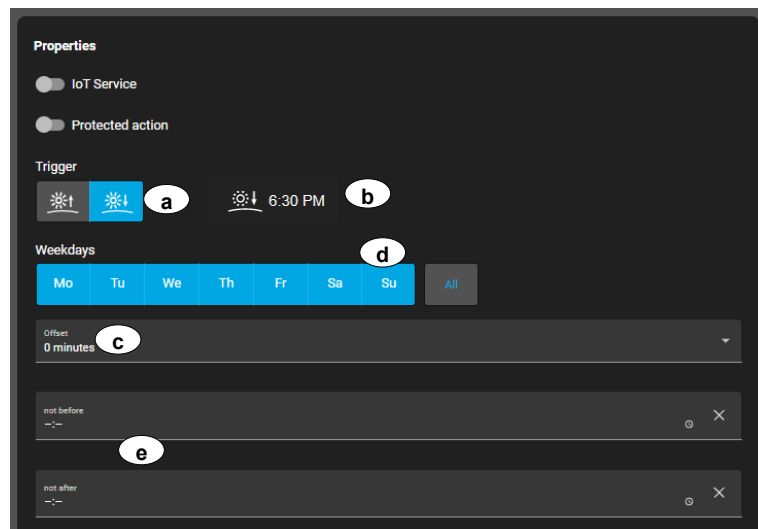 Properties
IoT Service
Protected action
Trigger
a
6:30 PM
b
Weekdays
d
Mo Tu We Th Fr Sa Su All
Offset
0 minutes
c
not before
--:--
e
not after
--:--